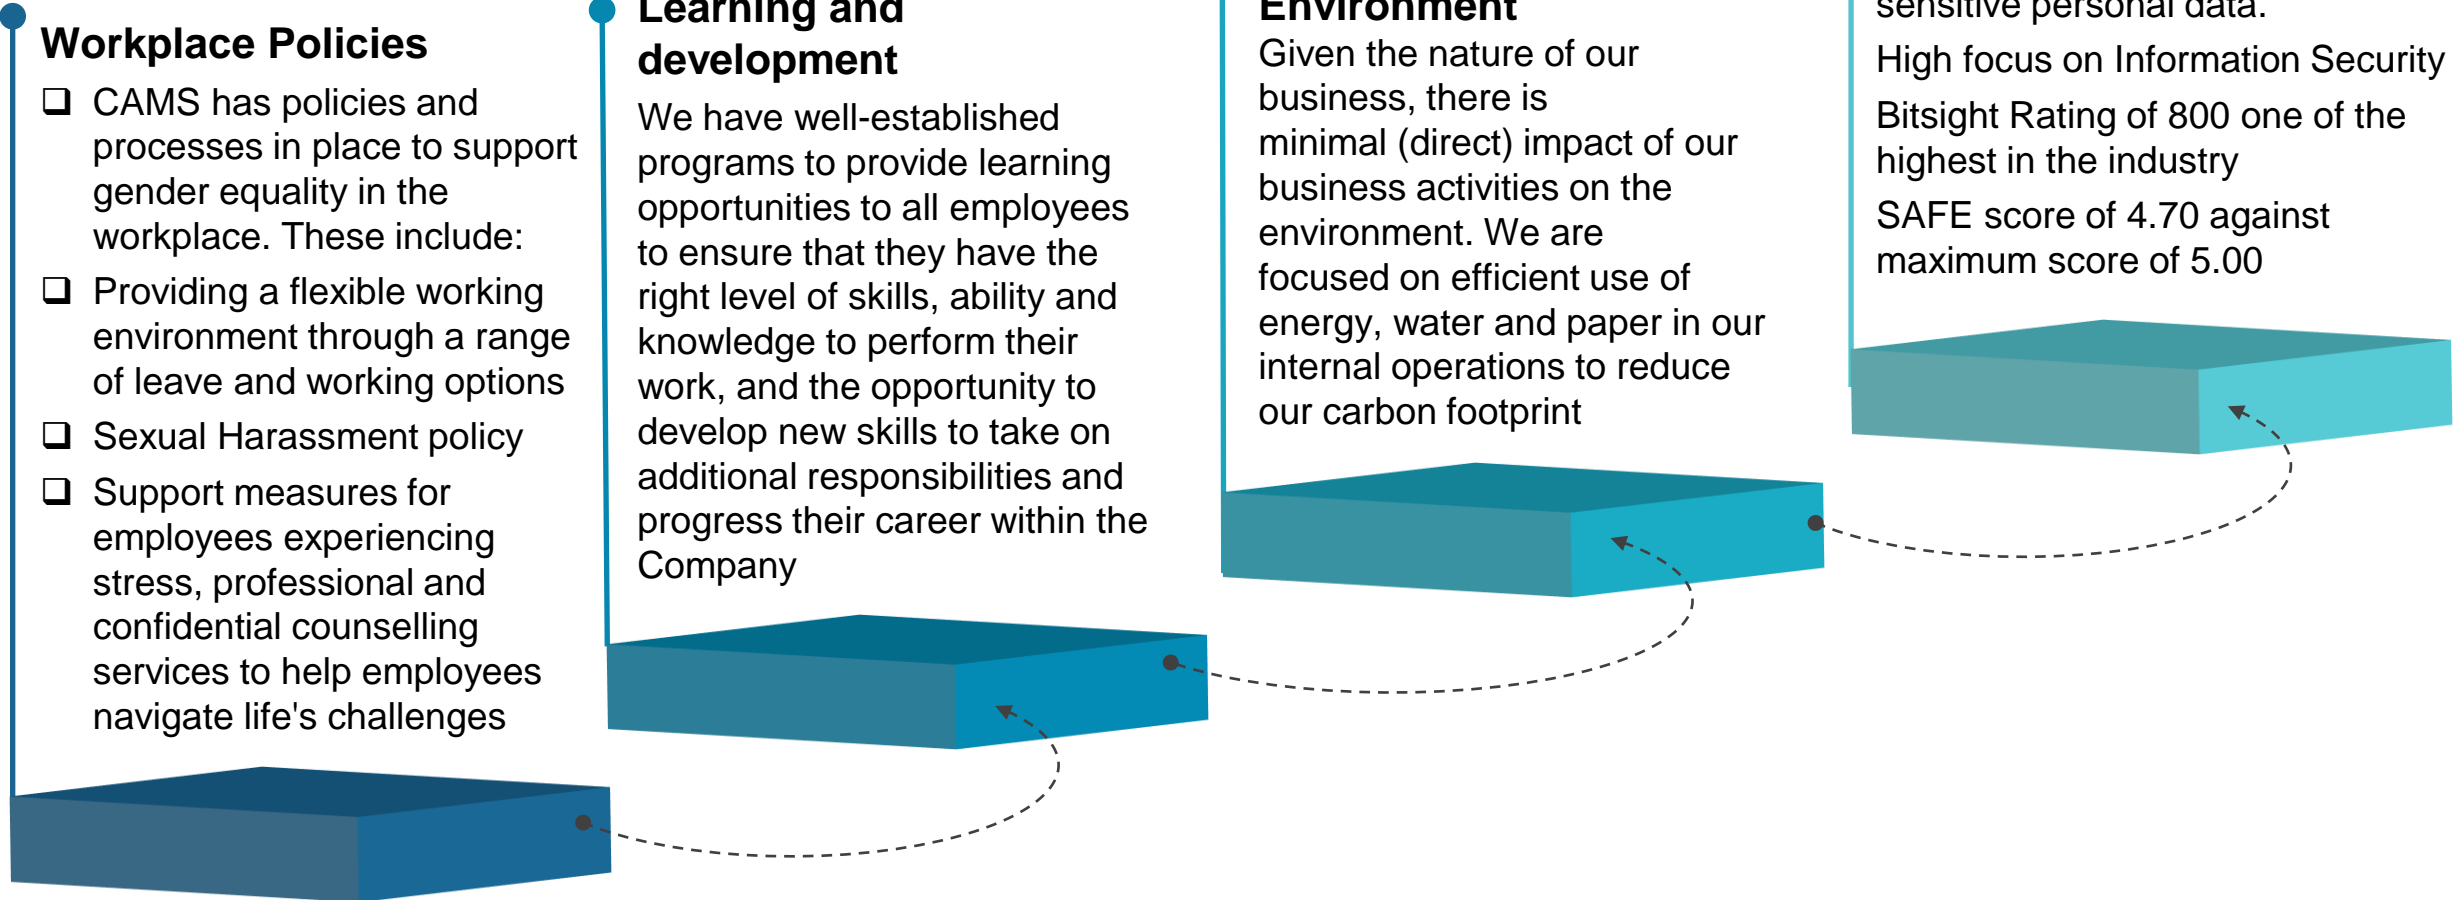 Workplace Policies
❑ CAMS has policies and
processes in place to support
gender equality in the
workplace. These include:
❑ Providing a flexible working
environment through a range
of leave and working options
❑ Sexual Harassment policy
❑ Support measures for
employees experiencing
stress, professional and
confidential counselling
services to help employees
navigate life's challenges
Learning and
development
We have well-established
programs to provide learning
opportunities to all employees
to ensure that they have the
right level of skills, ability and
knowledge to perform their
work, and the opportunity to
develop new skills to take on
additional responsibilities and
progress their career within the
Company
Environment
Given the nature of our
business, there is
minimal (direct) impact of our
business activities on the
environment. We are
focused on efficient use of
energy, water and paper in our
internal operations to reduce
our carbon footprint
sensitive personal data.
High focus on Information Security
Bitsight Rating of 800 one of the
highest in the industry
SAFE score of 4.70 against
maximum score of 5.00